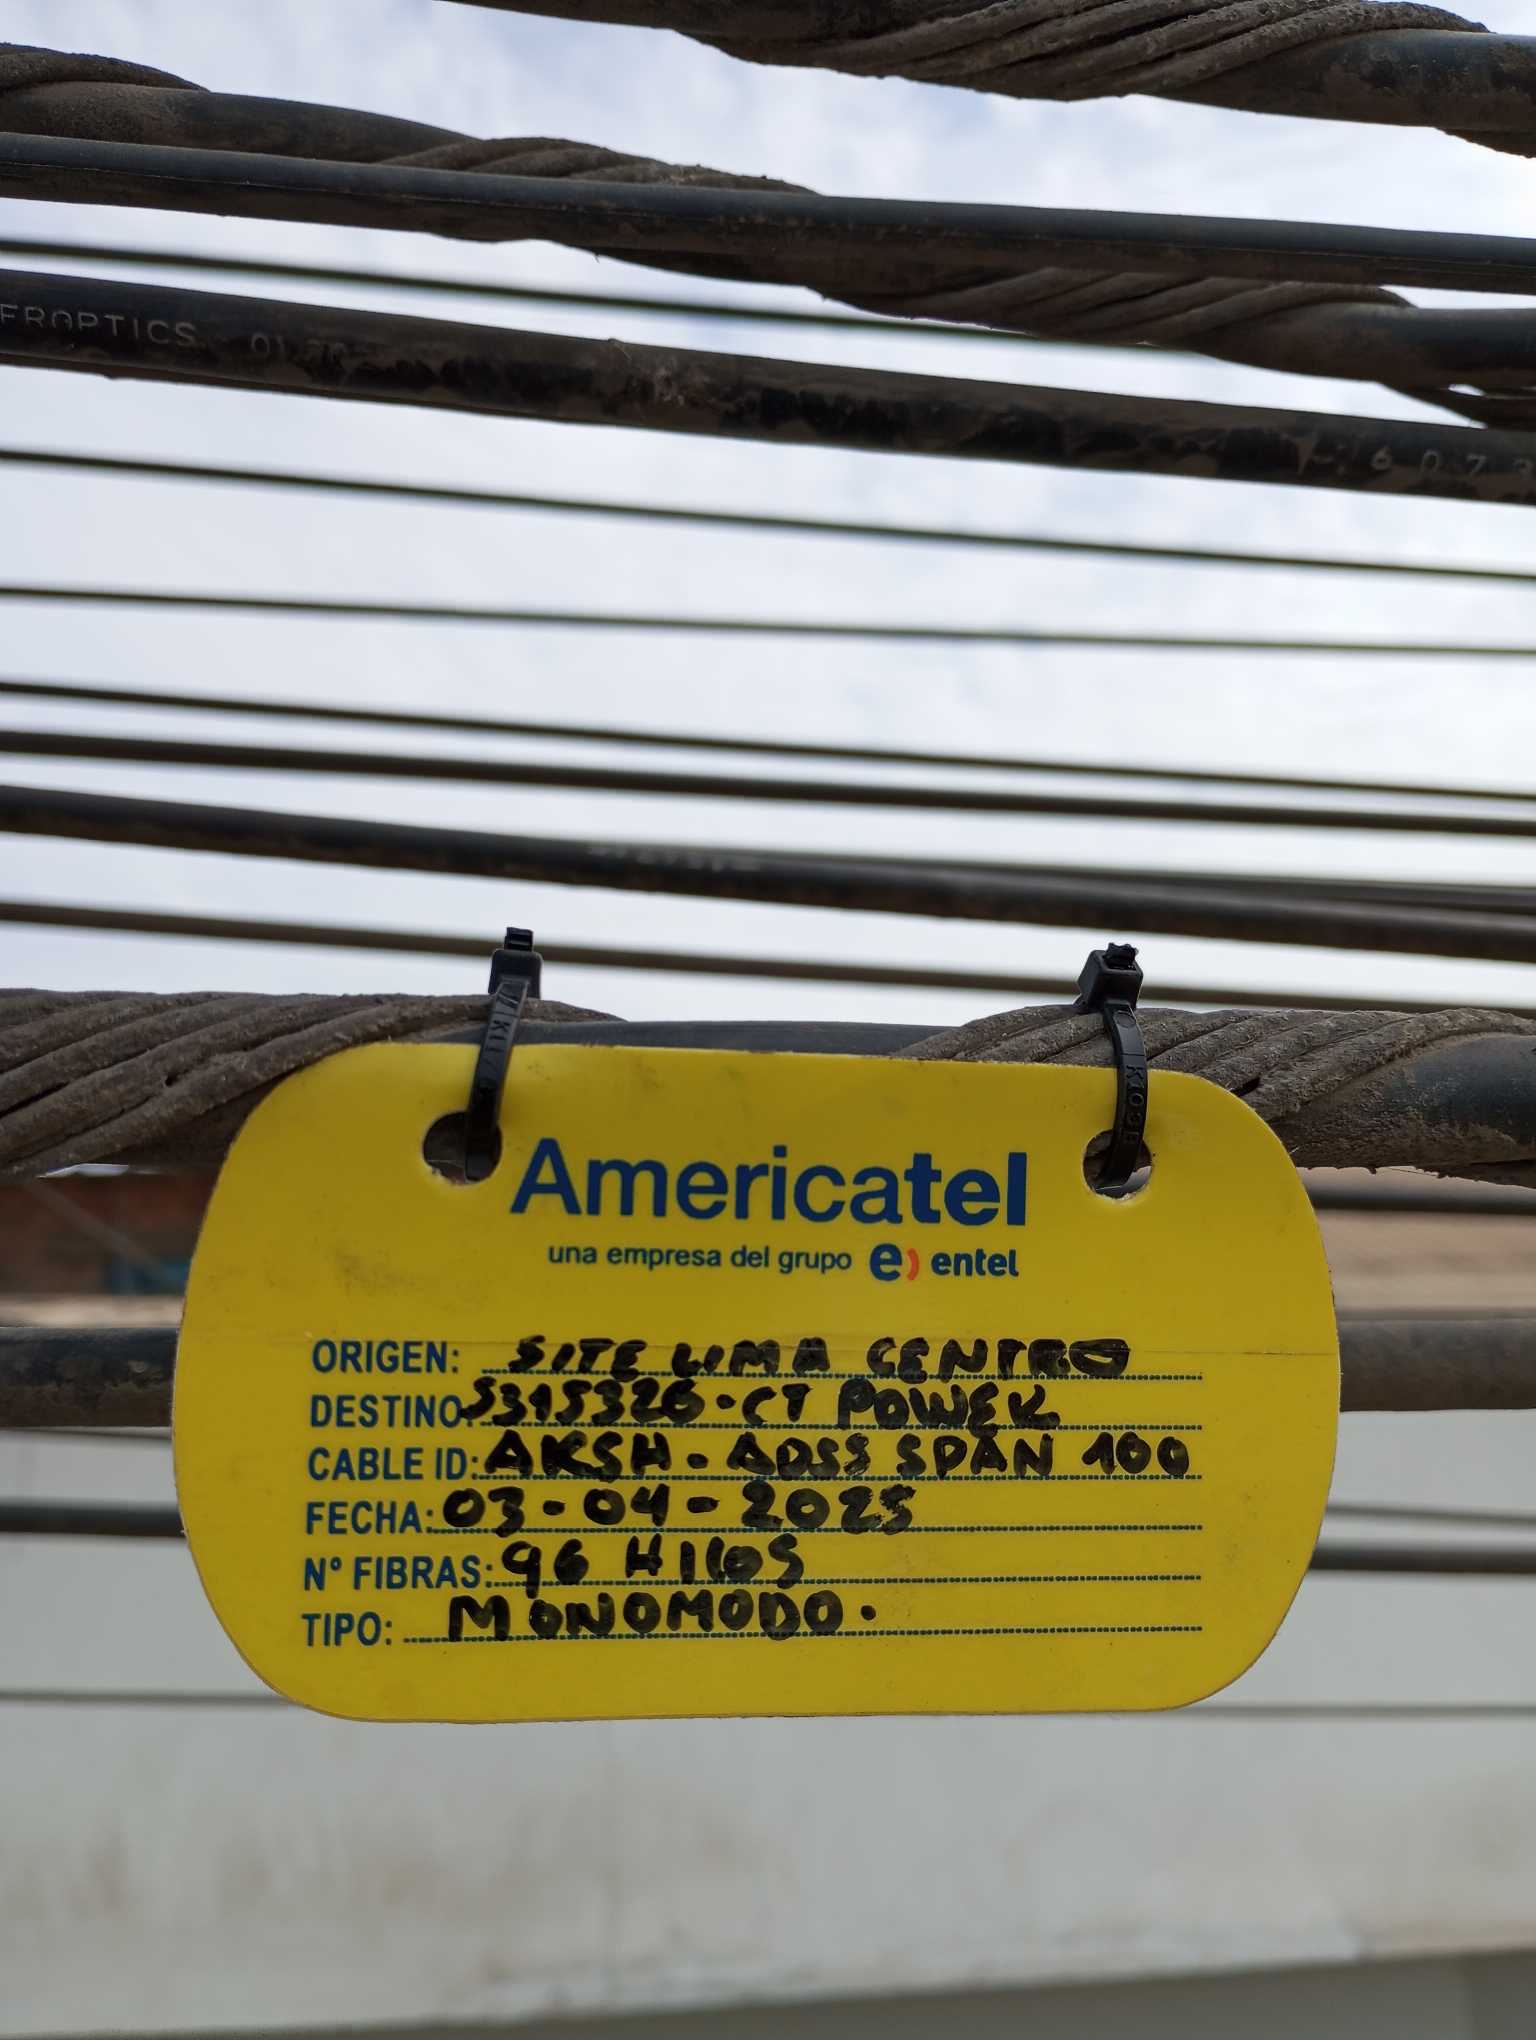 FROPTICS
Americatel
una empresa del grupo e) entel
ORIGEN: SITE LIMA CENTRO
DESTINO: S315326 - CT POWER
CABLE ID: AKSH - ADSS SPAN 100
FECHA: 03-04-2025
N° FIBRAS: 96 HILOS
TIPO: MONOMODO.